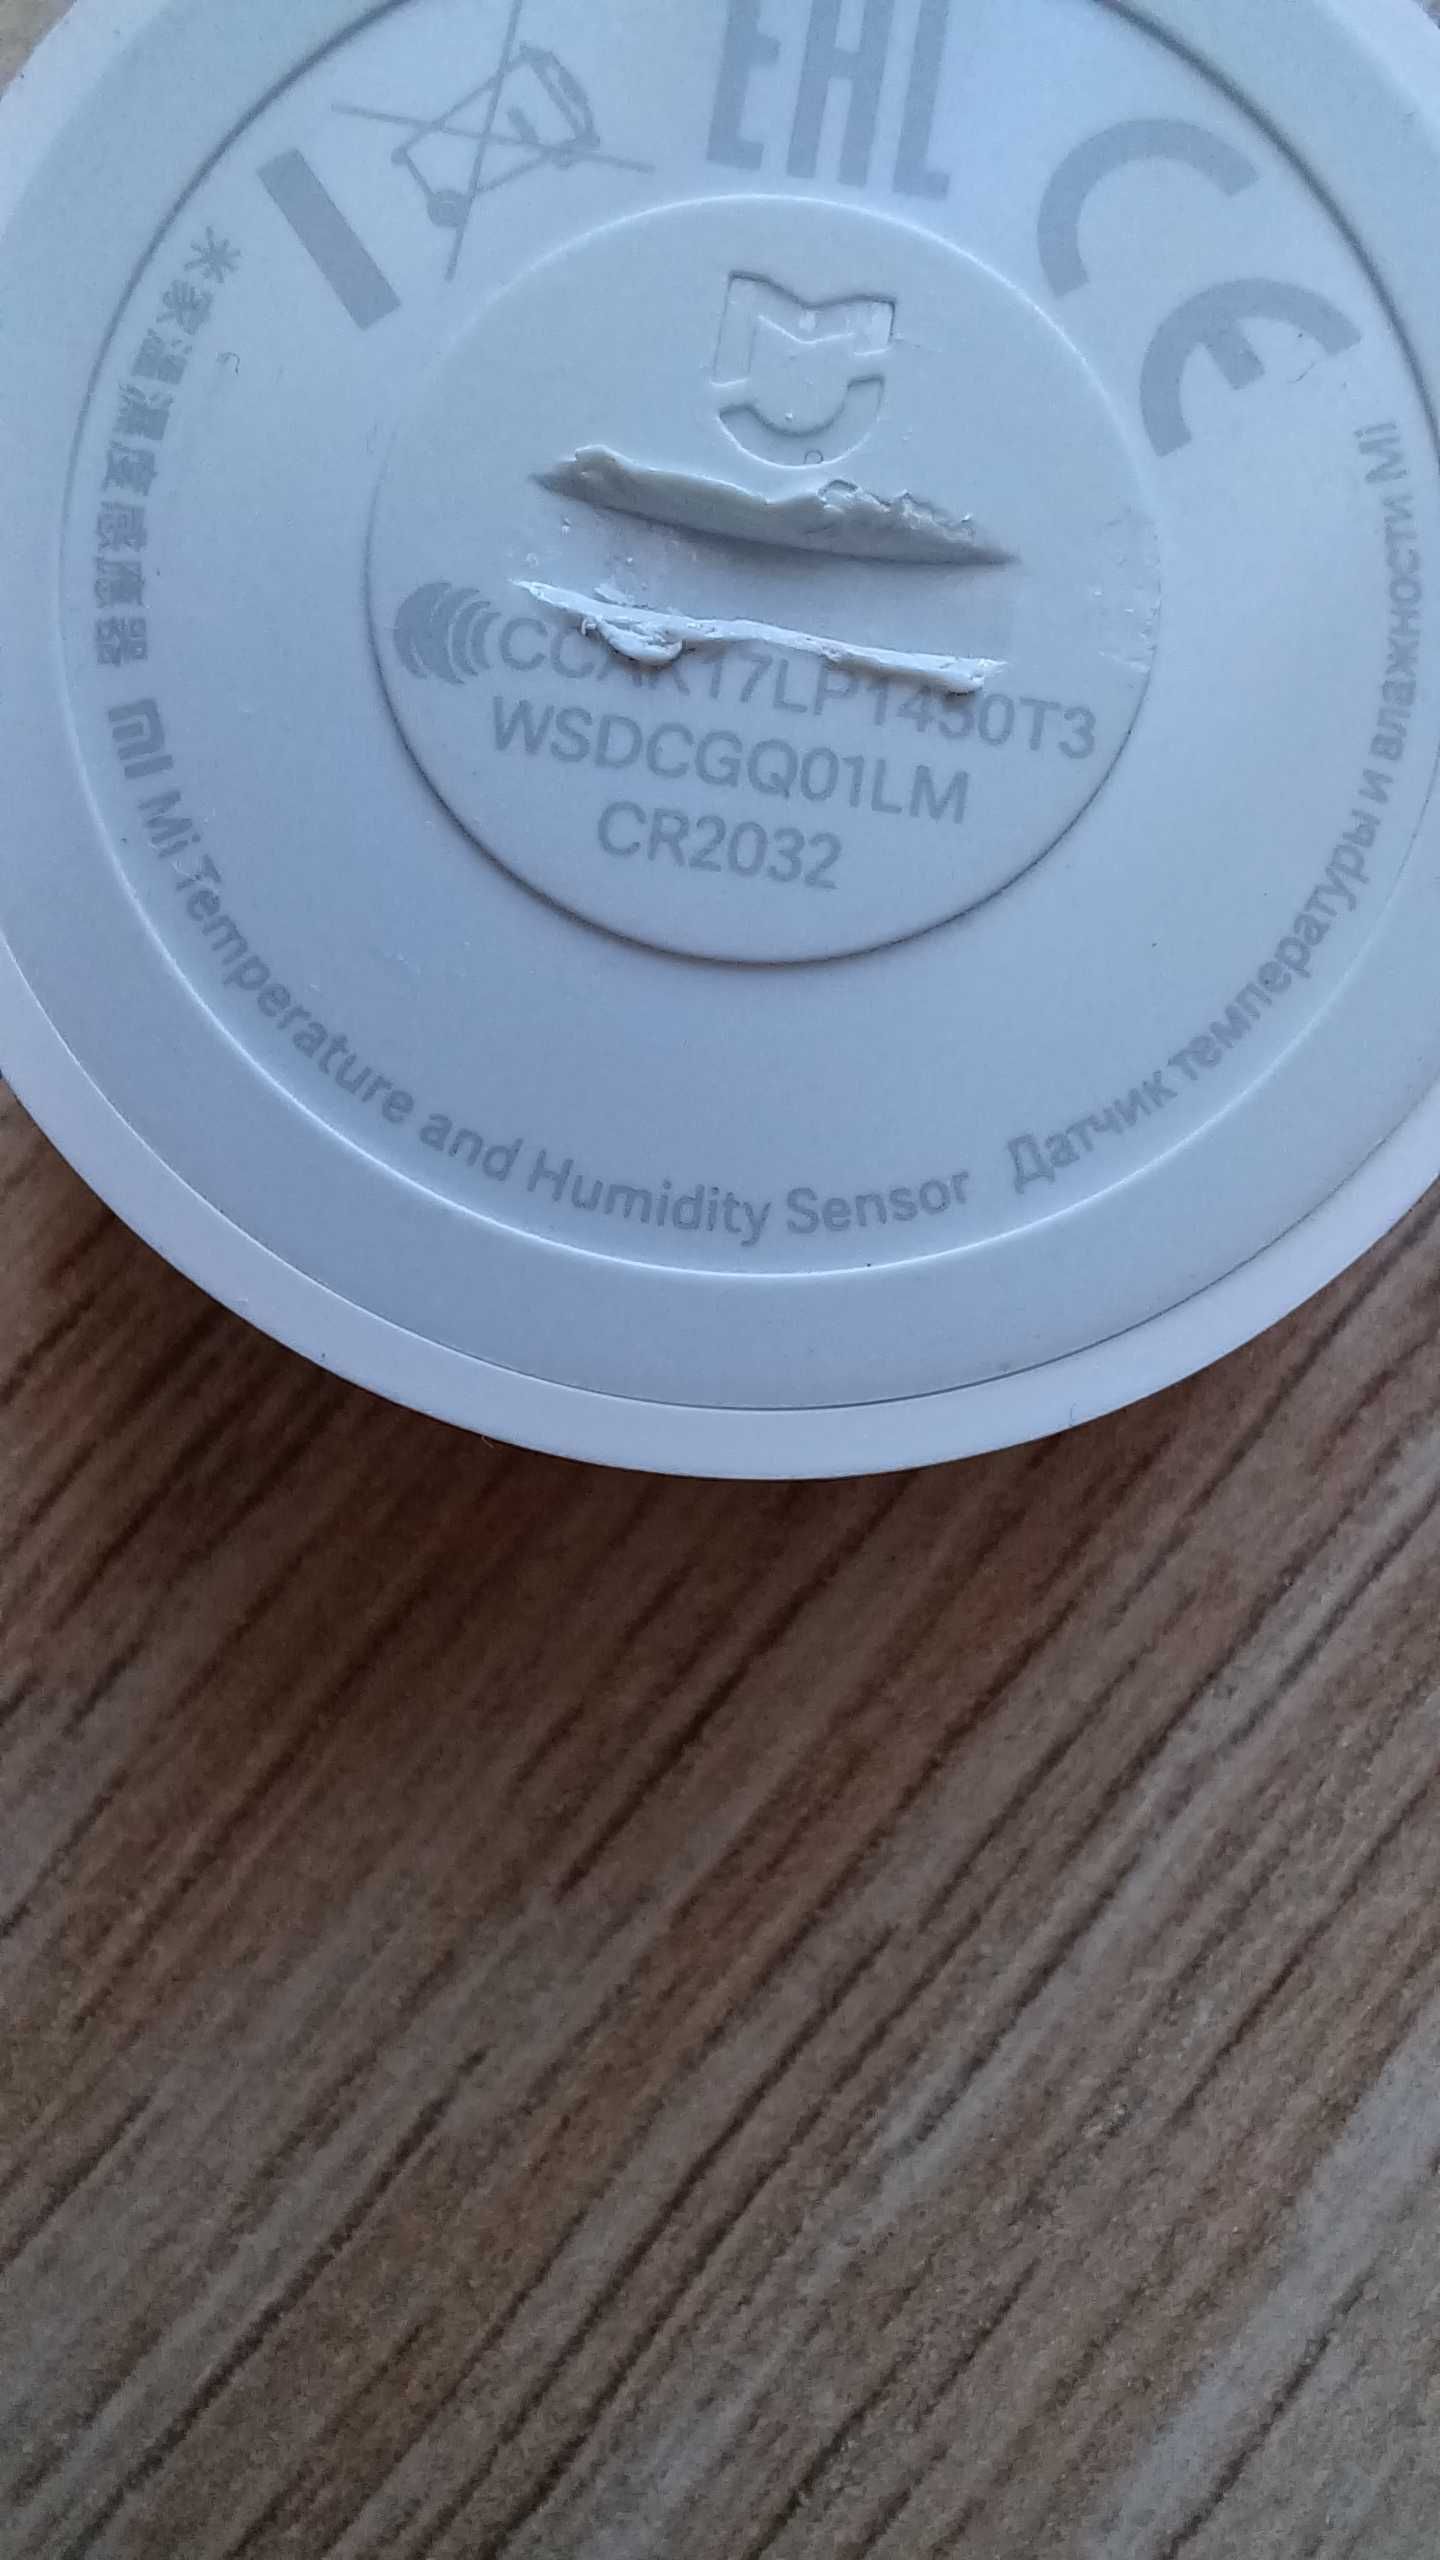 EAC
CE
米家温湿度感应器
MI Mi Temperature and Humidity Sensor
Датчик температуры и влажности Mi
WSDCGQ01LM
CR2032